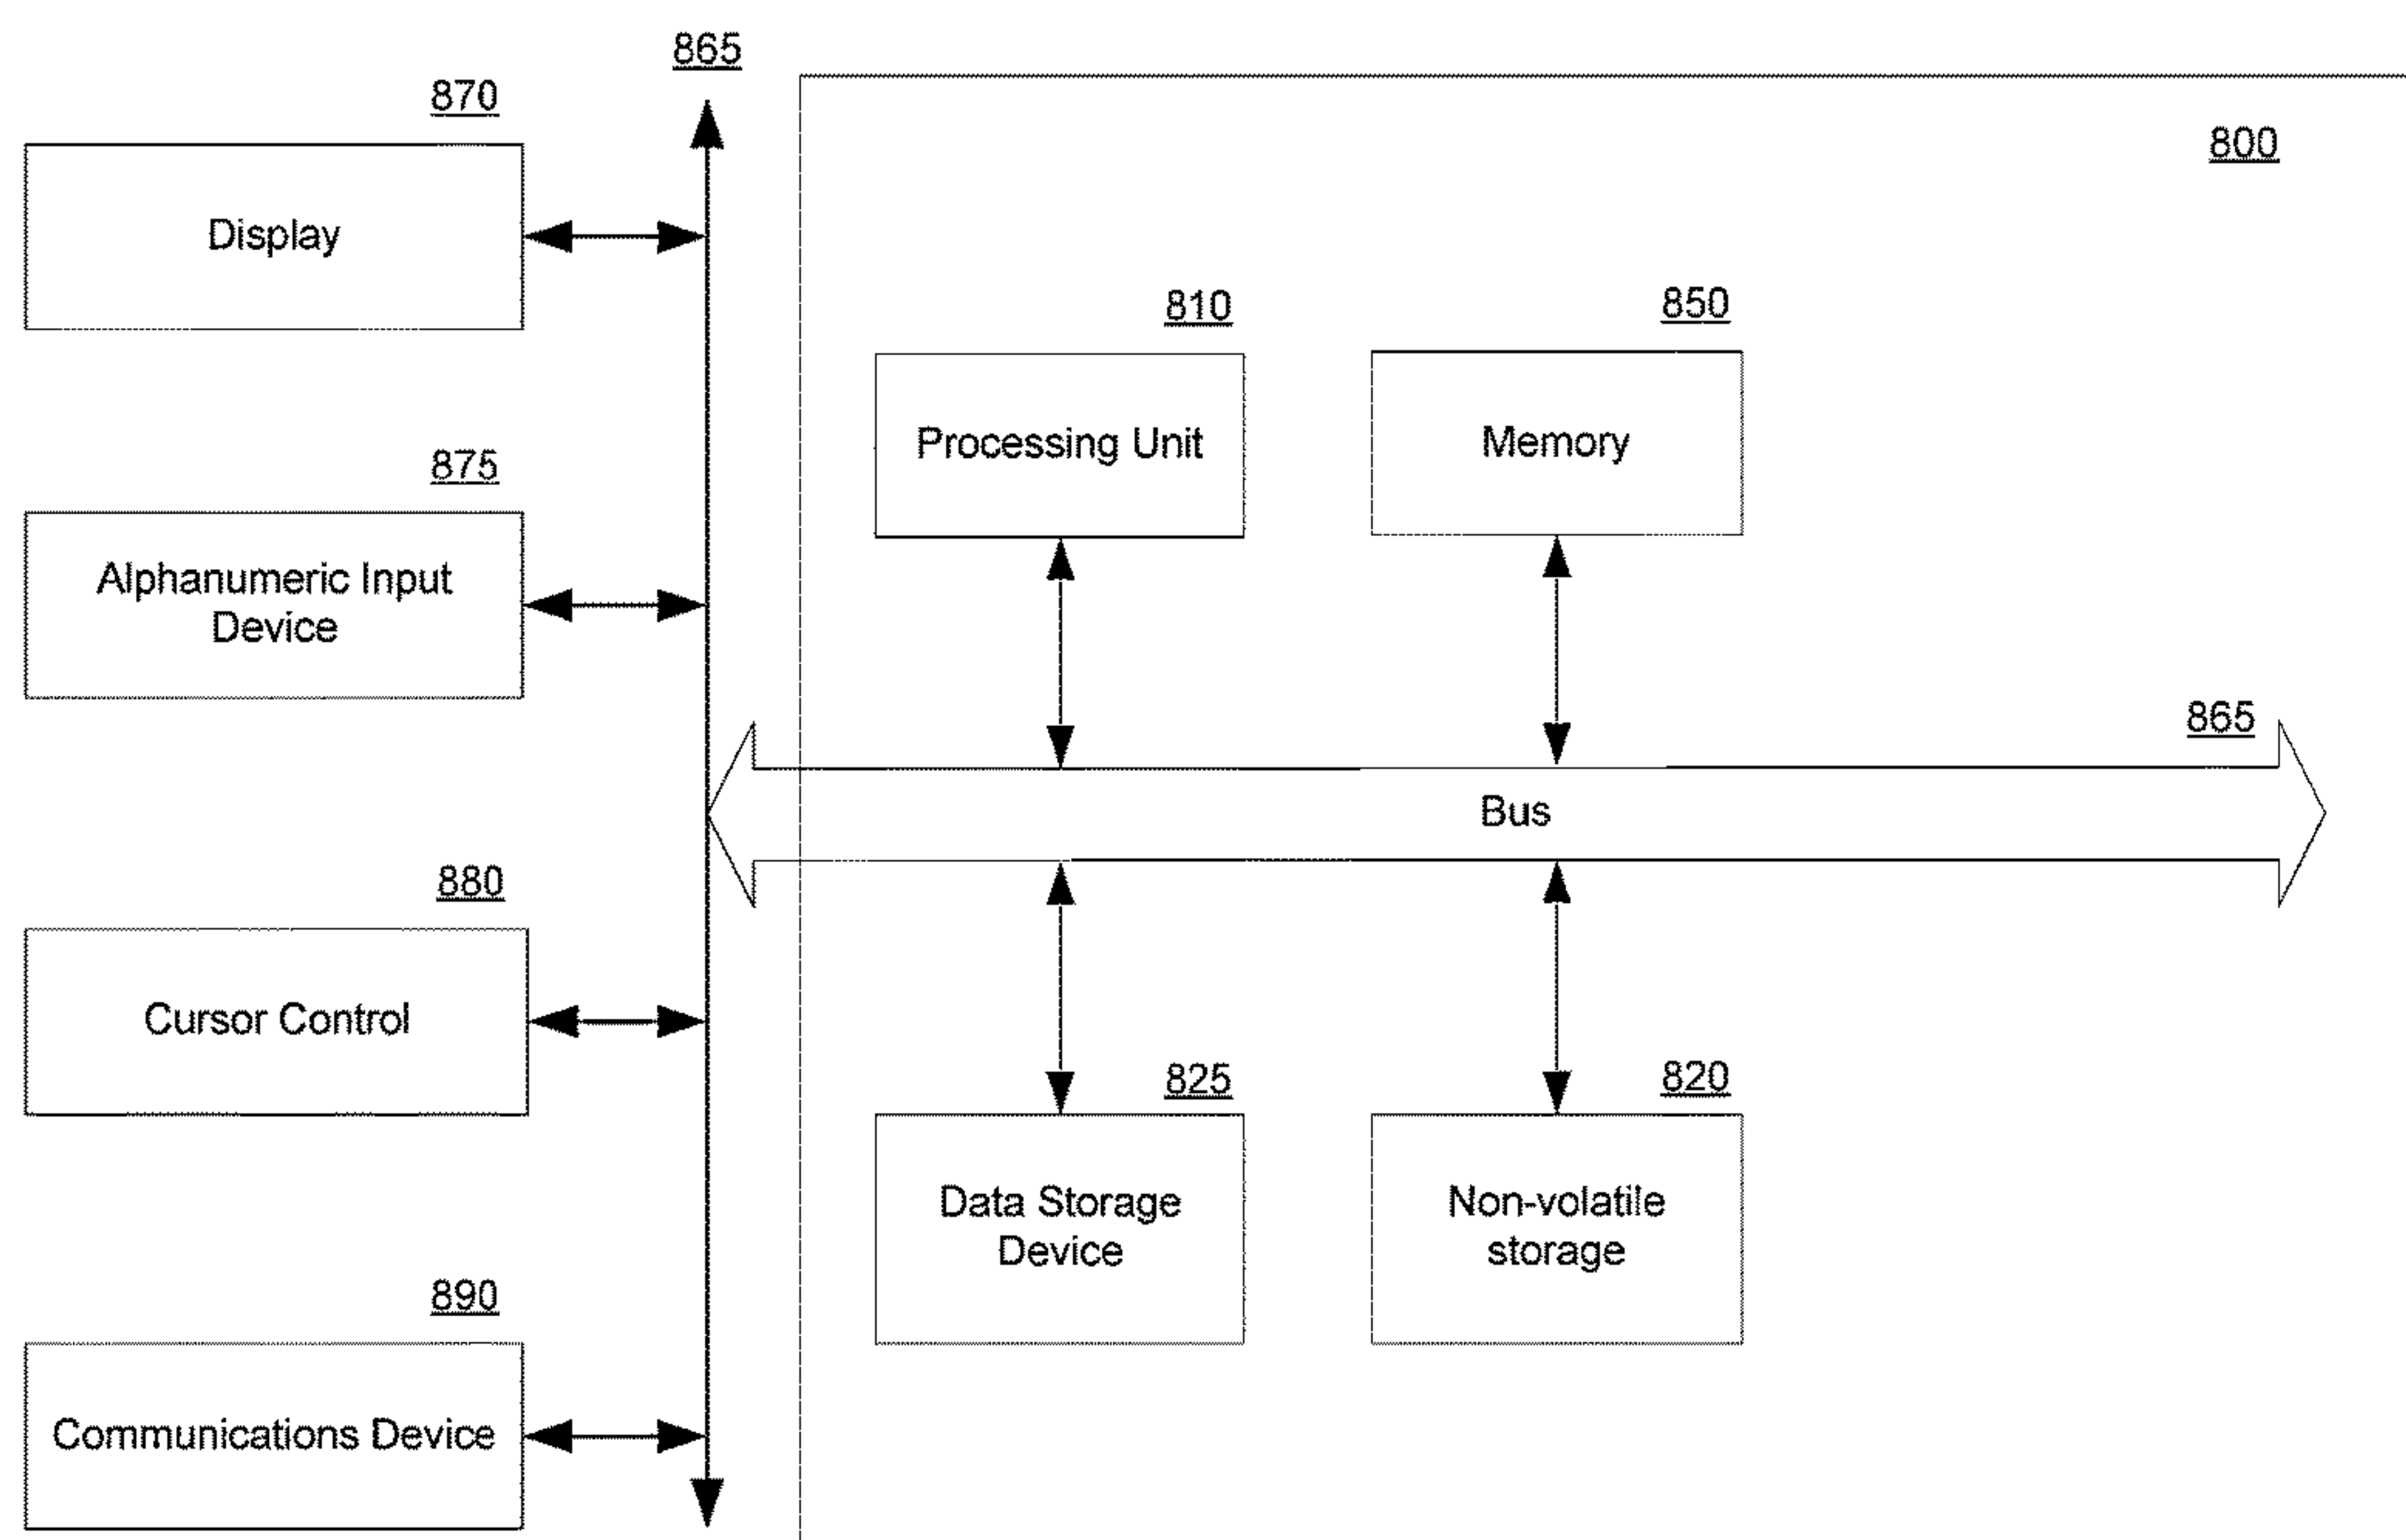 865
870
800
Display
810
850
Processing Unit
Memory
875
Alphanumeric Input
Device
865
Bus
880
Cursor Control
825
820
Data Storage
Device
Non-volatile
storage
890
Communications Device